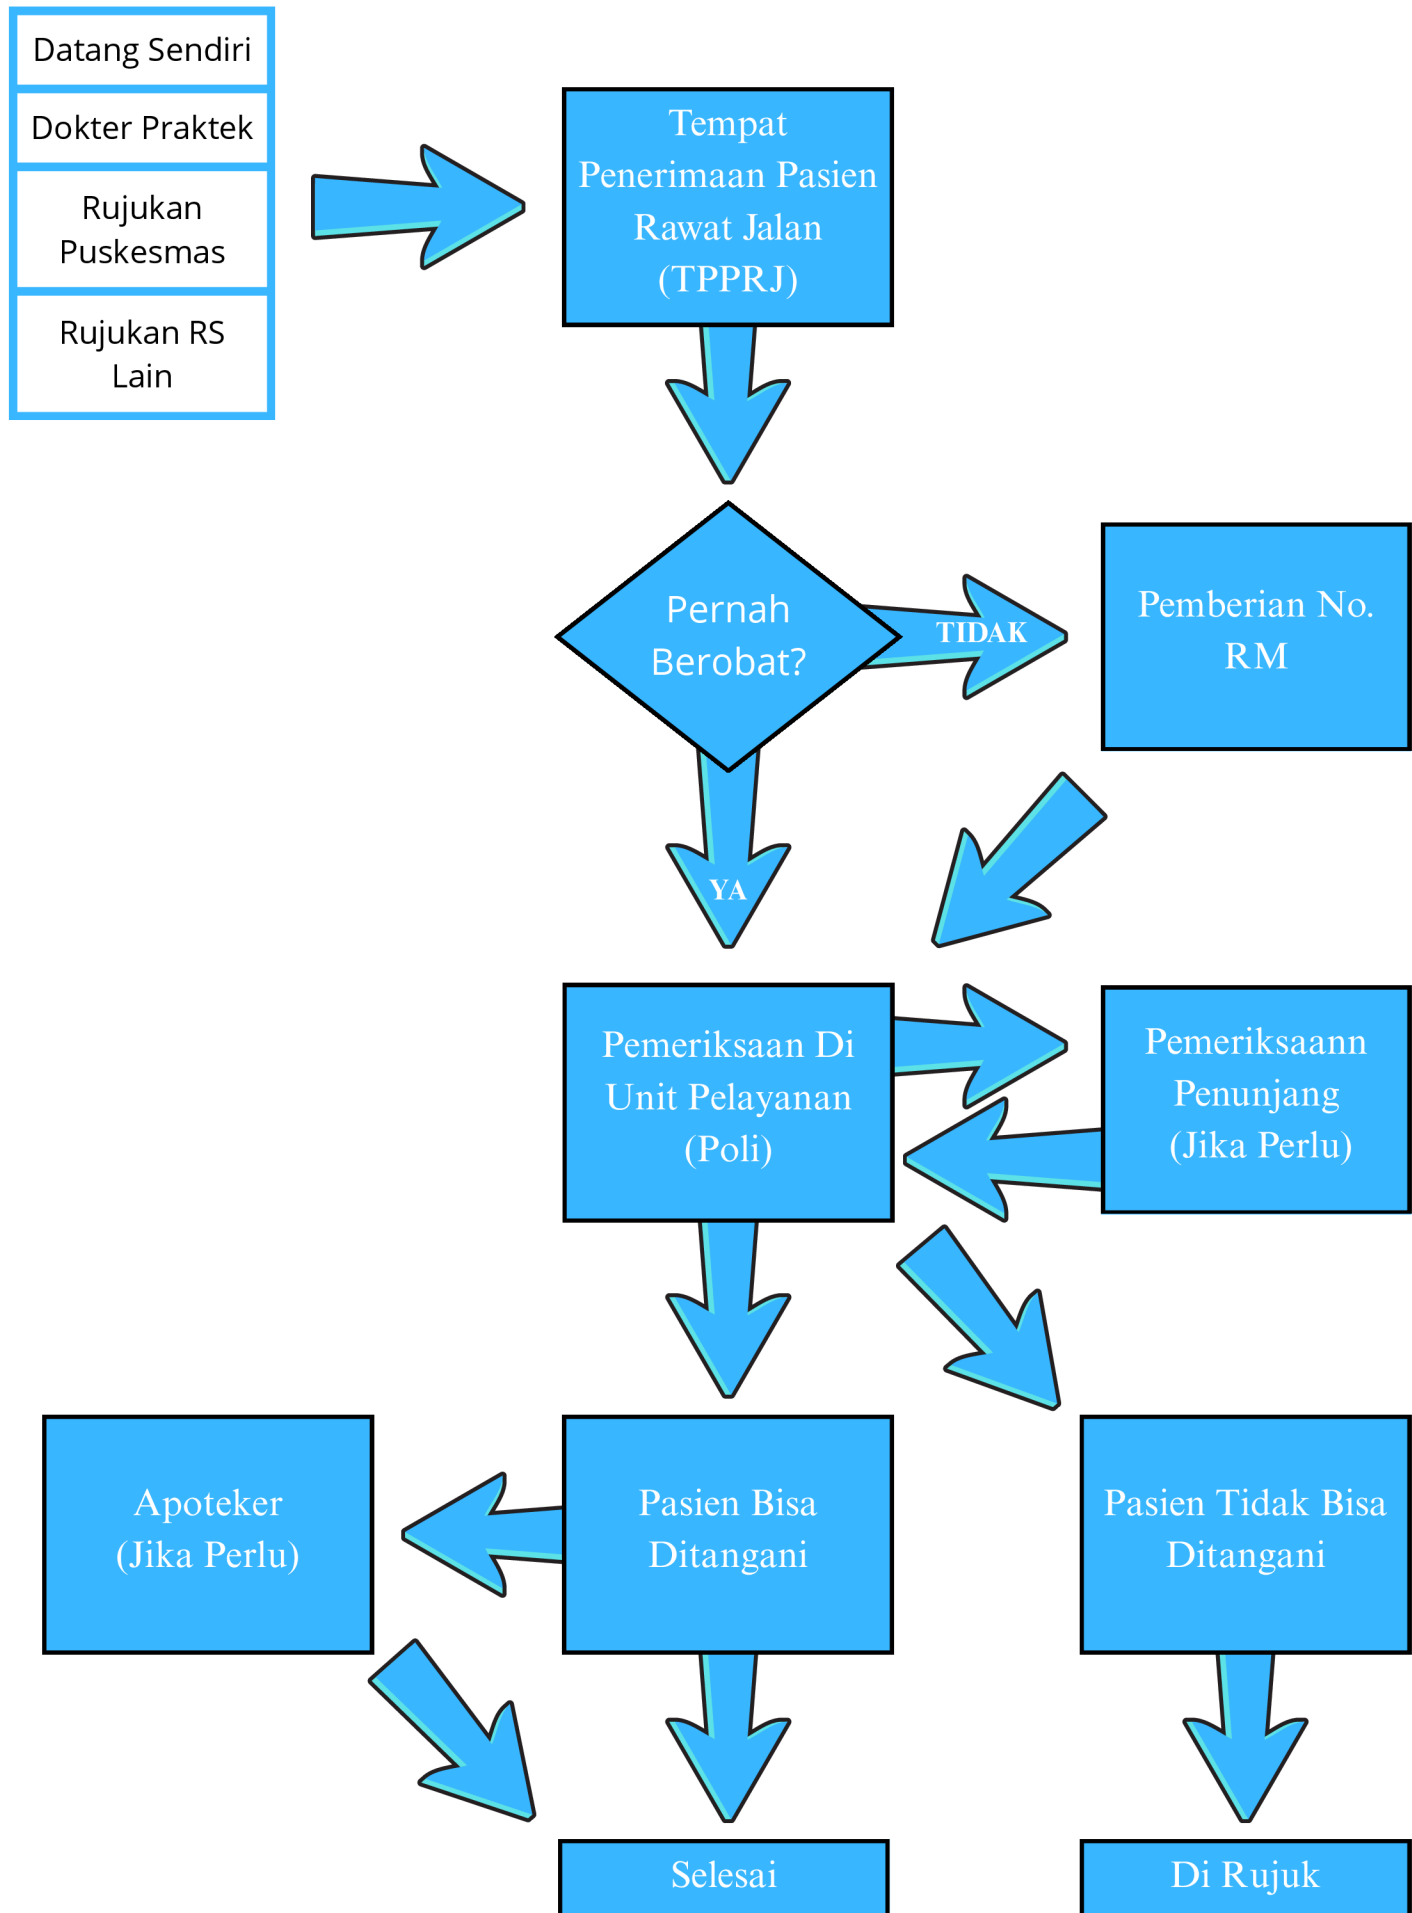 Datang Sendiri
Dokter Praktek
Rujukan
Puskesmas
Rujukan RS
Lain
Tempat
Penerimaan Pasien
Rawat Jalan
(TPPRJ)
Pernah
Berobat?
TIDAK
Pemberian No.
RM
YA
Pemeriksaan Di
Unit Pelayanan
(Poli)
Pemeriksaann
Penunjang
(Jika Perlu)
Apoteker
(Jika Perlu)
Pasien Bisa
Ditangani
Pasien Tidak Bisa
Ditangani
Selesai
Di Rujuk